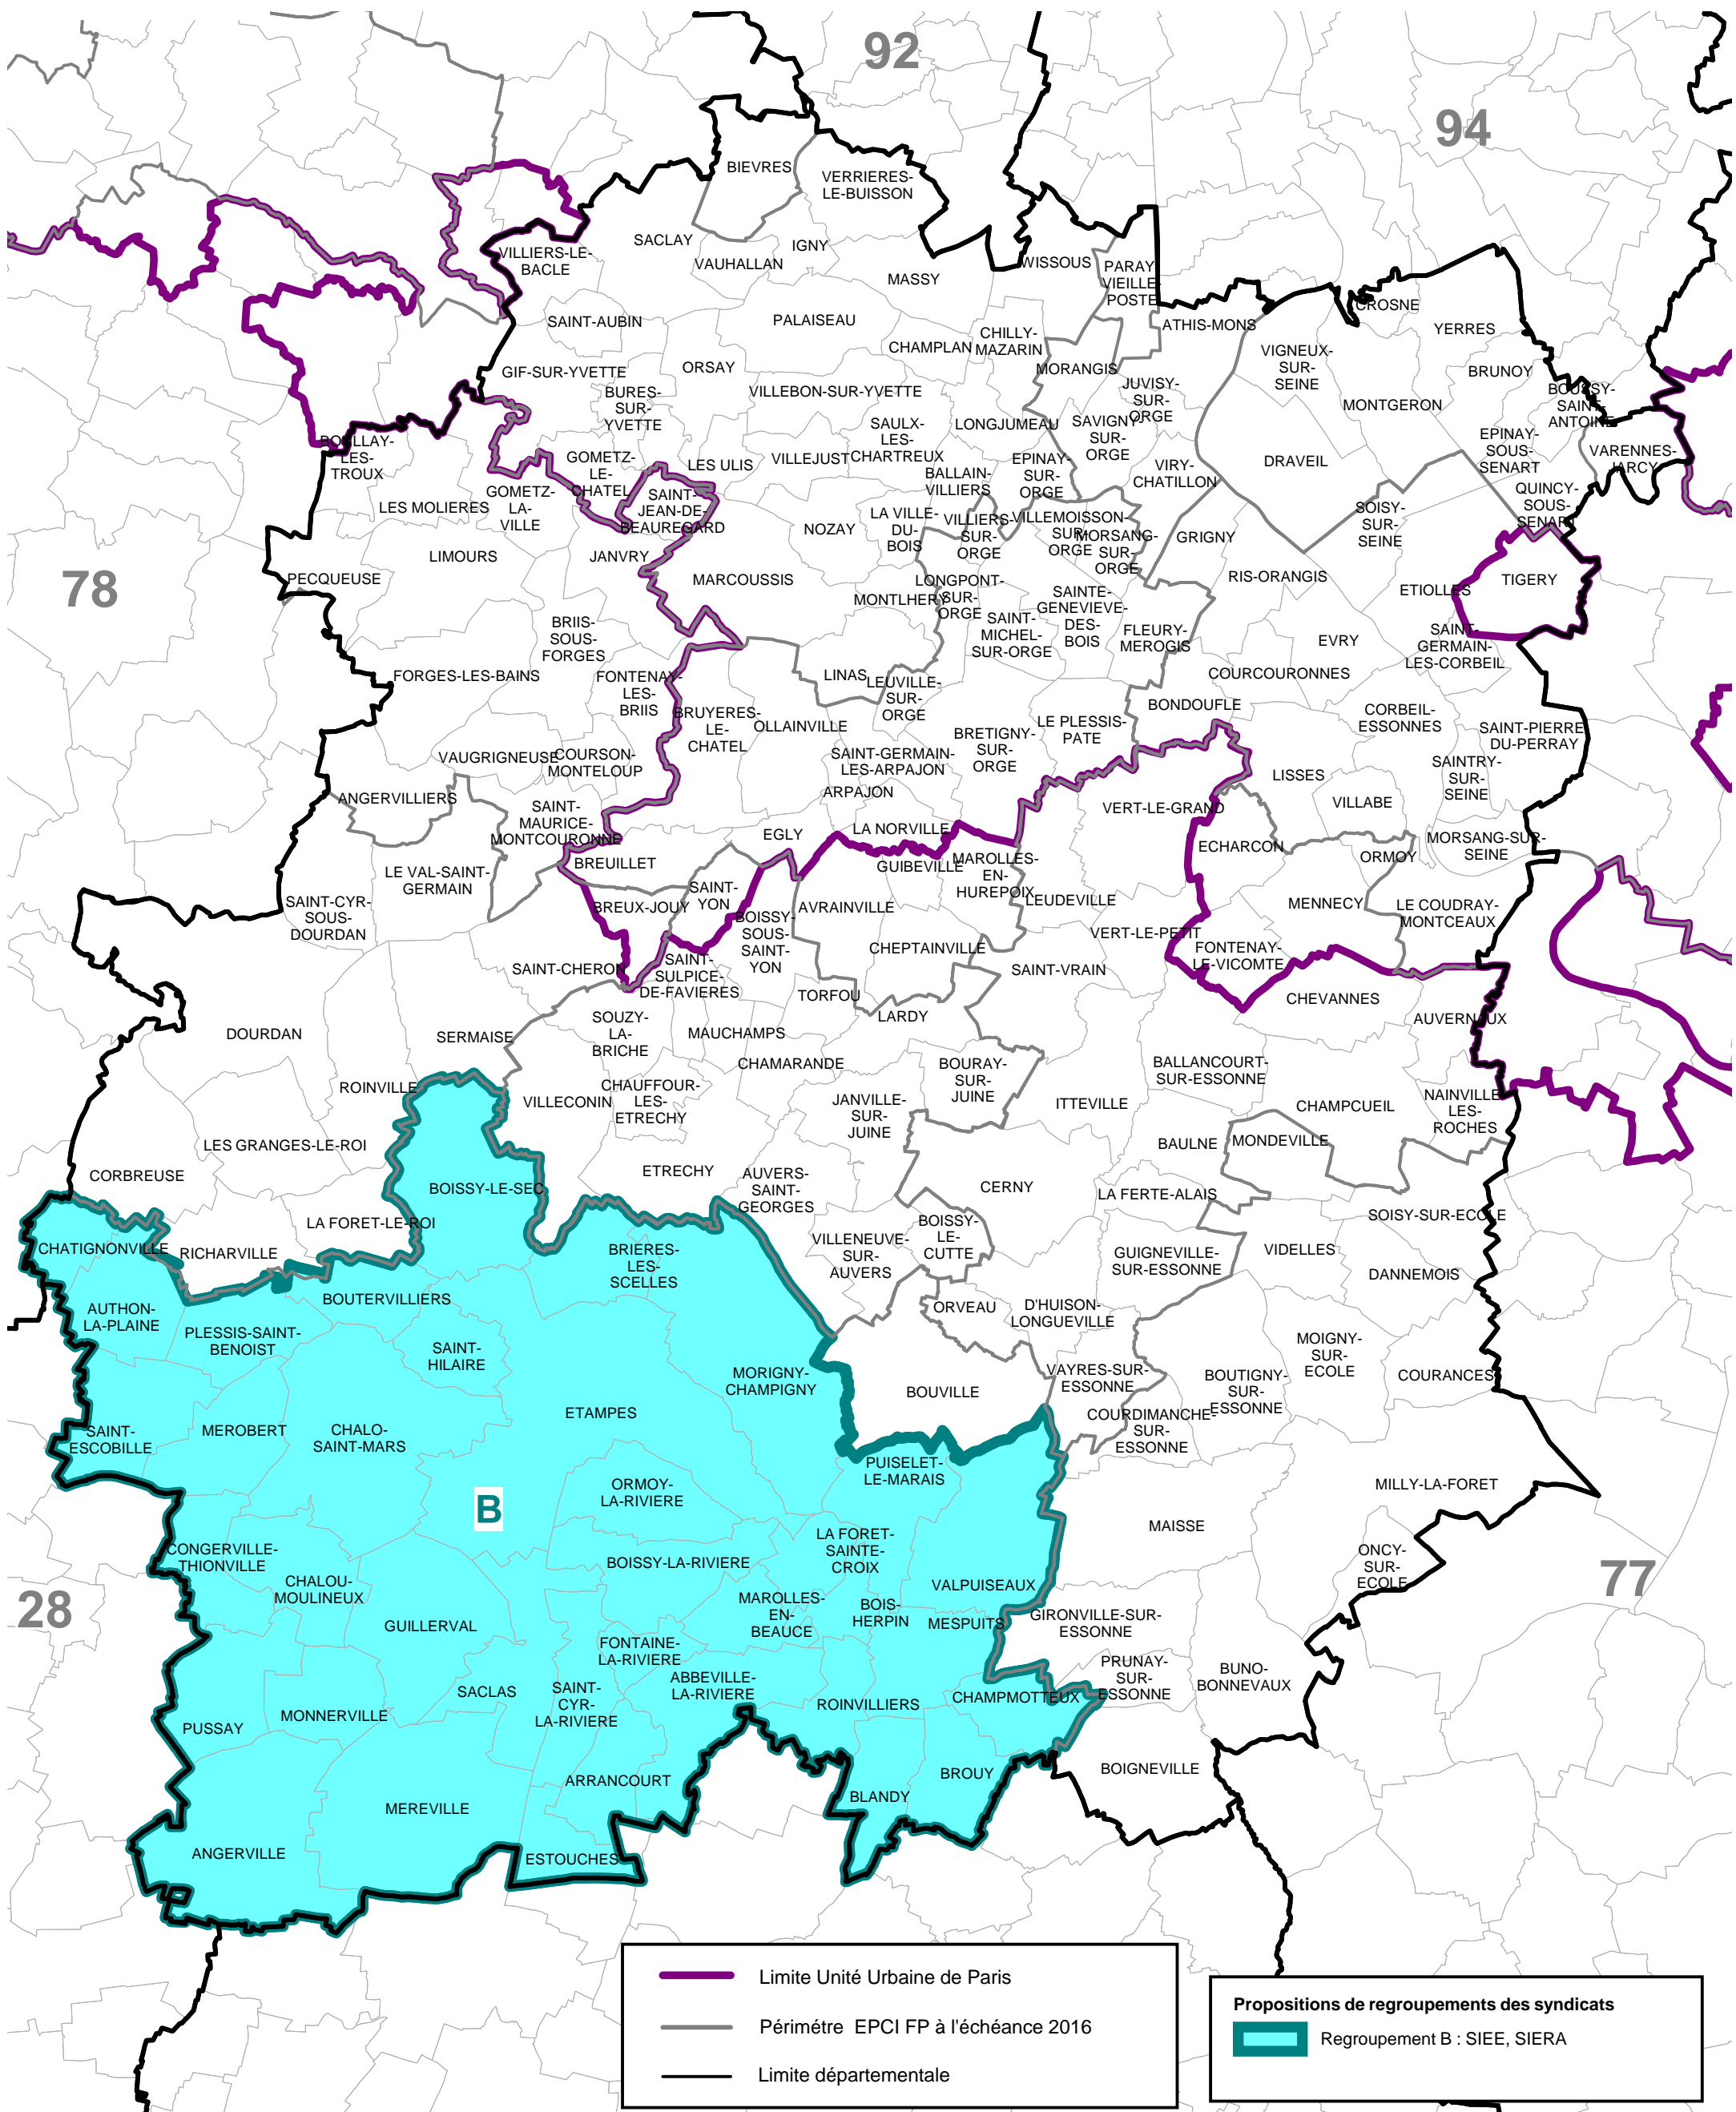 92
94
BIEVRES
VERRIERES-
LE-BUISSON
SACLAY
IGNY
VAUHALLAN
VILLIERS-LE-
BACLE
MASSY
WISSOUS
PARAY
VIEILLE-
POSTE
SAINT-AUBIN
PALAISEAU
CHILLY-
MAZARIN
CHAMPLAN
ATHIS-MONS
CROSNE
YERRES
VIGNEUX-
SUR-
SEINE
BRUNOY
GIF-SUR-YVETTE
ORSAY
MORANGIS
BURES-
SUR-
YVETTE
VILLEBON-SUR-YVETTE
JUVISY-
SUR-
ORGE
MONTGERON
BOUSSY-
SAINT-
ANTOINE
SAULX-
LES-
CHARTREUX
LONGJUMEAU
SAVIGNY-
SUR-
ORGE
EPINAY-
SOUS-
SENART
VARENNES-
JARCY
BOULLAY-
LES-
TROUX
GOMETZ-
LE-
CHATEL
LES ULIS
VILLEJUST
BALLAIN-
VILLIERS
EPINAY-
SUR-
ORGE
VIRY-
CHATILLON
DRAVEIL
QUINCY-
SOUS-
SENART
LES MOLIERES
GOMETZ-
LA-
VILLE
SAINT-
JEAN-DE-
BEAUREGARD
NOZAY
LA VILLE-
DU-
BOIS
VILLIERS-
SUR-
ORGE
VILLEMOISSON-
SUR-
ORGE
MORSANG-
SUR-
ORGE
GRIGNY
SOISY-
SUR-
SEINE
LIMOURS
JANVRY
78
PECQUEUSE
MARCOUSSIS
MONTLHERY
LONGPONT-
SUR-
ORGE
SAINTE-
GENEVIEVE-
DES-
BOIS
RIS-ORANGIS
ETIOLLES
TIGERY
BRIIS-
SOUS-
FORGES
SAINT-
MICHEL-
SUR-ORGE
FLEURY-
MEROGIS
EVRY
SAINT-
GERMAIN-
LES-CORBEIL
FORGES-LES-BAINS
FONTENAY-
LES-
BRIIS
LINAS
LEUVILLE-
SUR-
ORGE
COURCOURONNES
BRUYERES-
LE-
CHATEL
OLLAINVILLE
BRETIGNY-
SUR-
ORGE
LE PLESSIS-
PATE
BONDOUFLE
CORBEIL-
ESSONNES
SAINT-PIERRE
DU-PERRAY
VAUGRIGNEUSE
COURSON-
MONTELOUP
SAINT-GERMAIN-
LES-ARPAJON
LISSES
SAINTRY-
SUR-
SEINE
ANGERVILLIERS
ARPAJON
VILLABE
SAINT-
MAURICE-
MONTCOURONNE
VERT-LE-GRAND
EGLY
LA NORVILLE
ECHARCON
ORMOY
MORSANG-SUR-
SEINE
BREUILLET
GUIBEVILLE
MAROLLES-
EN-
HUREPOIX
LE VAL-SAINT-
GERMAIN
SAINT-CYR-
SOUS-
DOURDAN
BREUX-JOUY
SAINT-
YON
AVRAINVILLE
LEUDEVILLE
MENNECY
LE COUDRAY-
MONTCEAUX
BOISSY-
SOUS-
SAINT-
YON
CHEPTAINVILLE
VERT-LE-PETIT
FONTENAY-
LE-VICOMTE
SAINT-CHERON
SAINT-
SULPICE-
DE-FAVIERES
SAINT-VRAIN
TORFOU
CHEVANNES
LARDY
AUVERNAUX
DOURDAN
SERMAISE
SOUZY-
LA-
BRICHE
MAUCHAMPS
CHAMARANDE
BOURAY-
SUR-
JUINE
BALLANCOURT-
SUR-ESSONNE
ROINVILLE
VILLECONIN
CHAUFFOUR-
LES-
ETRECHY
JANVILLE-
SUR-
JUINE
ITTEVILLE
CHAMPCUEIL
NAINVILLE
LES-
ROCHES
LES GRANGES-LE-ROI
BAULNE
MONDEVILLE
CORBREUSE
ETRECHY
AUVERS-
SAINT-
GEORGES
CERNY
LA FERTE-ALAIS
BOISSY-LE-SEC
LA FORET-LE-ROI
SOISY-SUR-ECOLE
CHATIGNONVILLE
RICHARVILLE
BRIERES-
LES-
SCELLES
VILLENEUVE-
SUR-
AUVERS
BOISSY-
LE-
CUTTE
GUIGNEVILLE-
SUR-ESSONNE
VIDELLES
DANNEMOIS
AUTHON-
LA-PLAINE
BOUTERVILLIERS
ORVEAU
D'HUISON-
LONGUEVILLE
PLESSIS-SAINT-
BENOIST
SAINT-
HILAIRE
MOIGNY-
SUR-
ECOLE
MORIGNY-
CHAMPIGNY
BOUVILLE
VAYRES-SUR-
ESSONNE
BOUTIGNY-
SUR-
ESSONNE
COURANCES
ETAMPES
SAINT-
ESCOBILLE
MEROBERT
CHALO-
SAINT-MARS
COURDIMANCHE-
SUR-
ESSONNE
PUISELET-
LE-MARAIS
ORMOY-
LA-RIVIERE
MILLY-LA-FORET
B
MAISSE
LA FORET-
SAINTE-
CROIX
CONGERVILLE-
THIONVILLE
BOISSY-LA-RIVIERE
ONCY-
SUR-
ECOLE
77
28
CHALOU-
MOULINEUX
VALPUISEAUX
MAROLLES-
EN-
BEAUCE
BOIS-
HERPIN
GUILLERVAL
MESPUITS
GIRONVILLE-SUR-
ESSONNE
FONTAINE-
LA-RIVIERE
PRUNAY-
SUR-
ESSONNE
BUNO-
BONNEVAUX
ABBEVILLE-
LA-RIVIERE
SACLAS
SAINT-
CYR-
LA-RIVIERE
ROINVILLIERS
CHAMPMOTTEUX
MONNERVILLE
PUSSAY
BROUY
BOIGNEVILLE
ARRANCOURT
BLANDY
MEREVILLE
ANGERVILLE
ESTOUCHES
Limite Unité Urbaine de Paris
Périmétre EPCI FP à l'échéance 2016
Limite départementale
Propositions de regroupements des syndicats
Regroupement B : SIEE, SIERA